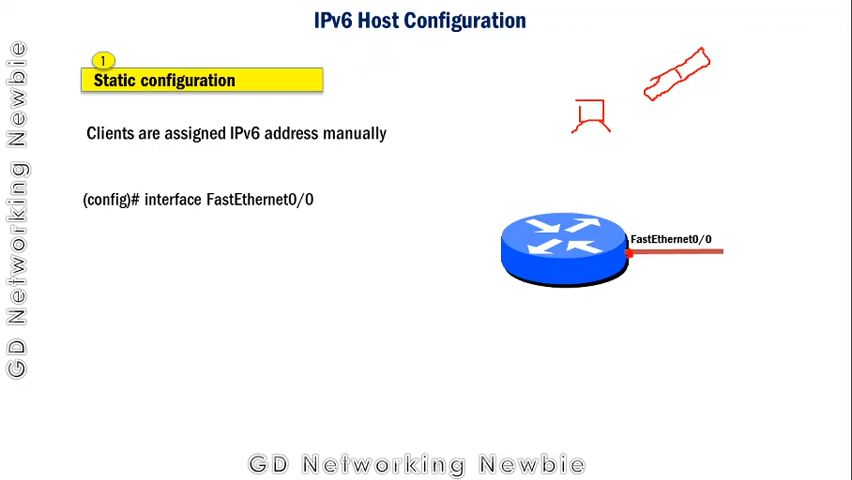 IPv6 Host Configuration
1
Static configuration
Clients are assigned IPv6 address manually
(config)# interface FastEthernet0/0
FastEthernet0/0
GD Networking Newbie
GD Networking Newbie